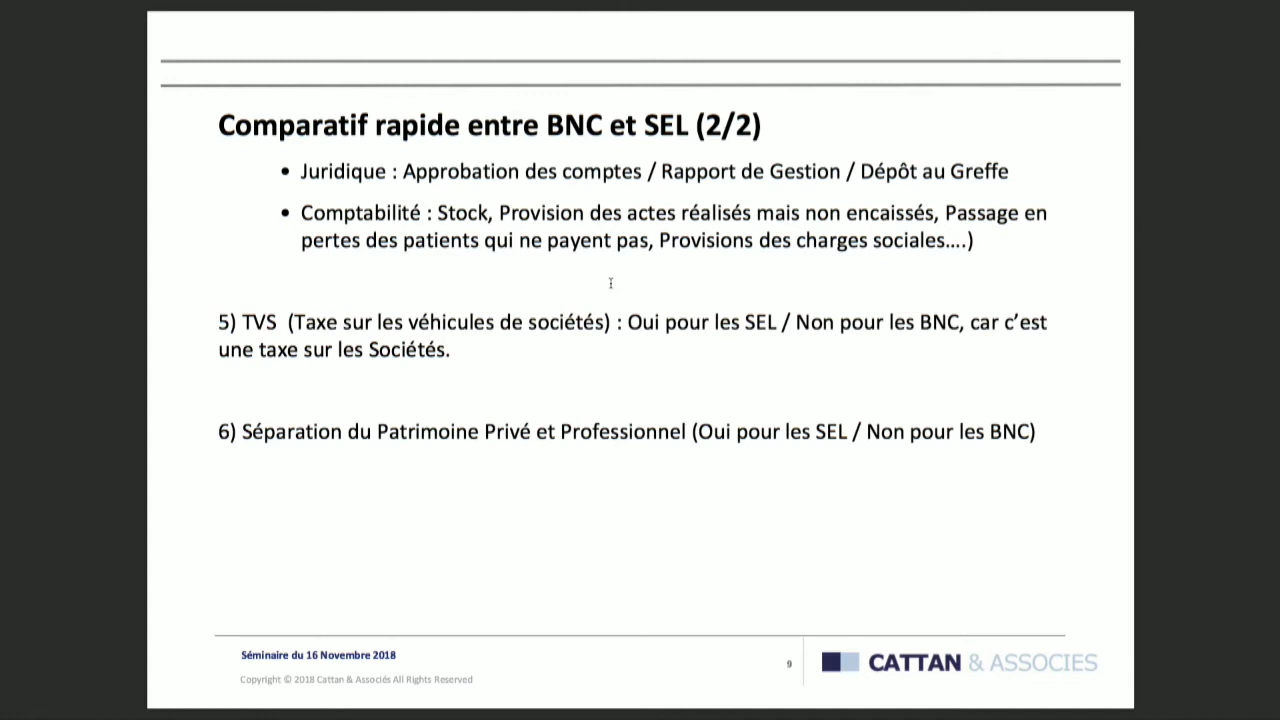 Comparatif rapide entre BNC et SEL (2/2)
• Juridique : Approbation des comptes / Rapport de Gestion / Dépôt au Greffe
• Comptabilité : Stock, Provision des actes réalisés mais non encaissés, Passage en
pertes des patients qui ne payent pas, Provisions des charges sociales....)
5) TVS (Taxe sur les véhicules de sociétés) : Oui pour les SEL / Non pour les BNC, car c’est
une taxe sur les Sociétés.
6) Séparation du Patrimoine Privé et Professionnel (Oui pour les SEL / Non pour les BNC)
Séminaire du 16 Novembre 2018
Copyright © 2018 Cattan & Associés All Rights Reserved
9
CATTAN & ASSOCIES